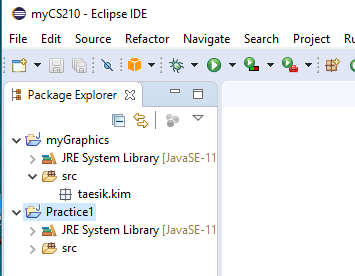 myCS210 - Eclipse IDE
File Edit Source Refactor Navigate Search Project
Package Explorer
myGraphics
JRE System Library [JavaSE-11
src
taesik.kim
Practice1
JRE System Library [JavaSE-11
src